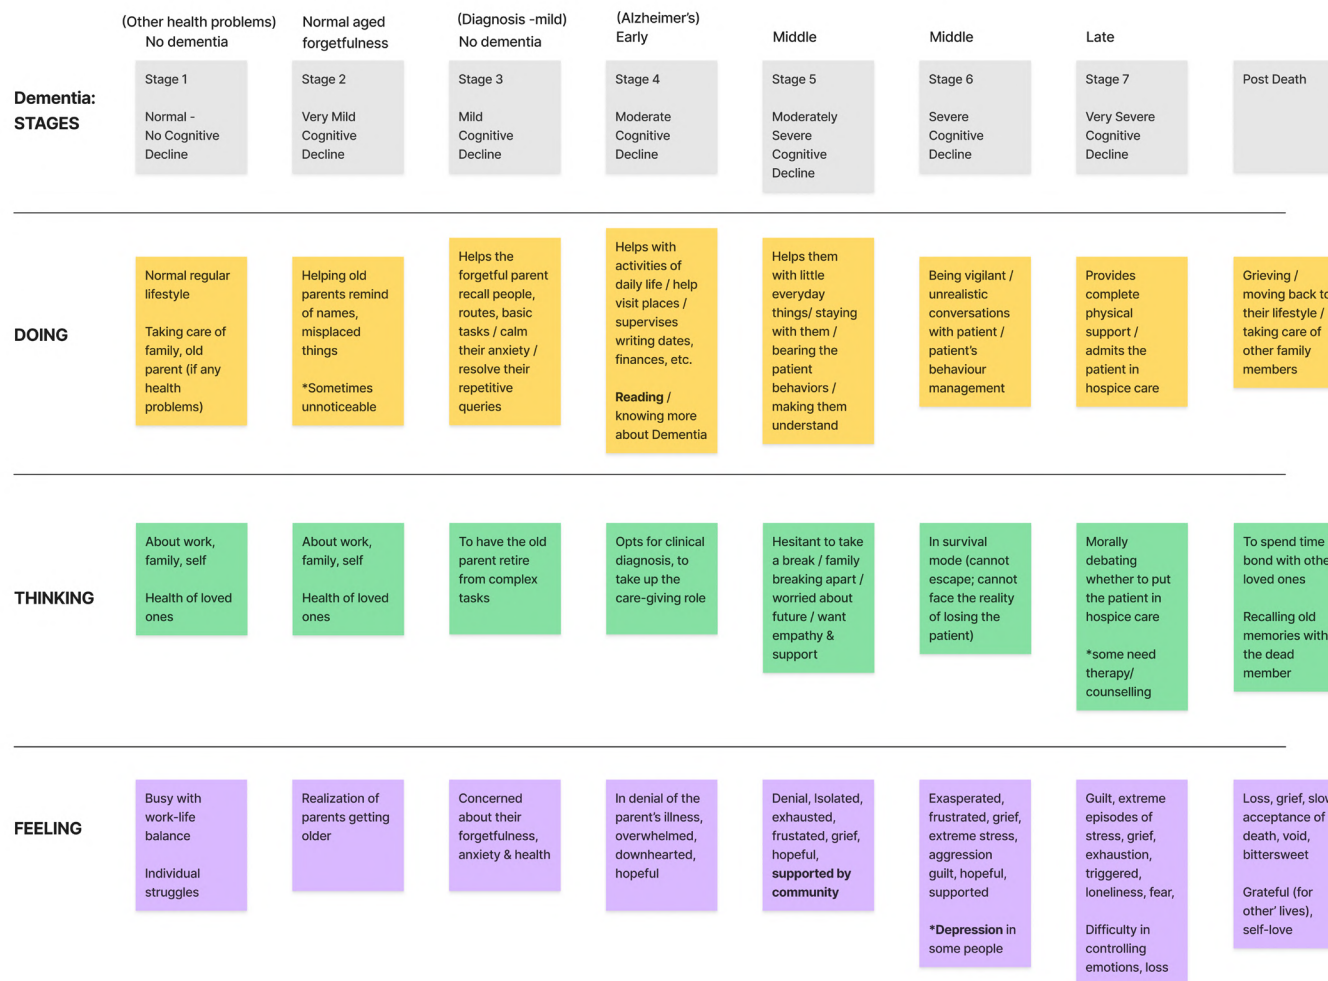 (Other health problems)
No dementia
Normal aged
forgetfulness
(Diagnosis -mild)
No dementia
(Alzheimer's)
Early
Middle
Middle
Late
Dementia:
STAGES
Stage 1
Normal -
No Cognitive
Decline
Stage 2
Very Mild
Cognitive
Decline
Stage 3
Mild
Cognitive
Decline
Stage 4
Moderate
Cognitive
Decline
Stage 5
Moderately
Severe
Cognitive
Decline
Stage 6
Severe
Cognitive
Decline
Stage 7
Very Severe
Cognitive
Decline
Post Death
DOING
Normal regular
lifestyle
Taking care of
family, old
parent (if any
health
problems)
Helping old
parents remind
of names,
misplaced
things
*Sometimes
unnoticeable
Helps the
forgetful parent
recall people,
routes, basic
tasks / calm
their anxiety /
resolve their
repetitive
queries
Helps with
activities of
daily life / help
visit places /
supervises
writing dates,
finances, etc.
Reading /
knowing more
about Dementia
Helps them
with little
everyday
things/ staying
with them /
bearing the
patient
behaviors /
making them
understand
Being vigilant /
unrealistic
conversations
with patient /
patient's
behaviour
management
Provides
complete
physical
support /
admits the
patient in
hospice care
Grieving /
moving back to
their lifestyle /
taking care of
other family
members
THINKING
About work,
family, self
Health of loved
ones
About work,
family, self
Health of loved
ones
To have the old
parent retire
from complex
tasks
Opts for clinical
diagnosis, to
take up the
care-giving role
Hesitant to take
a break / family
breaking apart /
worried about
future / want
empathy &
support
In survival
mode (cannot
escape; cannot
face the reality
of losing the
patient)
Morally
debating
whether to put
the patient in
hospice care
*some need
therapy/
counselling
To spend time
bond with othe
loved ones
Recalling old
memories with
the dead
member
FEELING
Busy with
work-life
balance
Individual
struggles
Realization of
parents getting
older
Concerned
about their
forgetfulness,
anxiety & health
In denial of the
parent's illness,
overwhelmed,
downhearted,
hopeful
Denial, Isolated,
exhausted,
frustated, grief,
hopeful,
supported by
community
Exasperated,
frustrated, grief,
extreme stress,
aggression
guilt, hopeful,
supported
*Depression in
some people
Guilt, extreme
episodes of
stress, grief,
exhaustion,
triggered,
loneliness, fear,
Difficulty in
controlling
emotions, loss
Loss, grief, slow
acceptance of
death, void,
bittersweet
Grateful (for
other' lives),
self-love